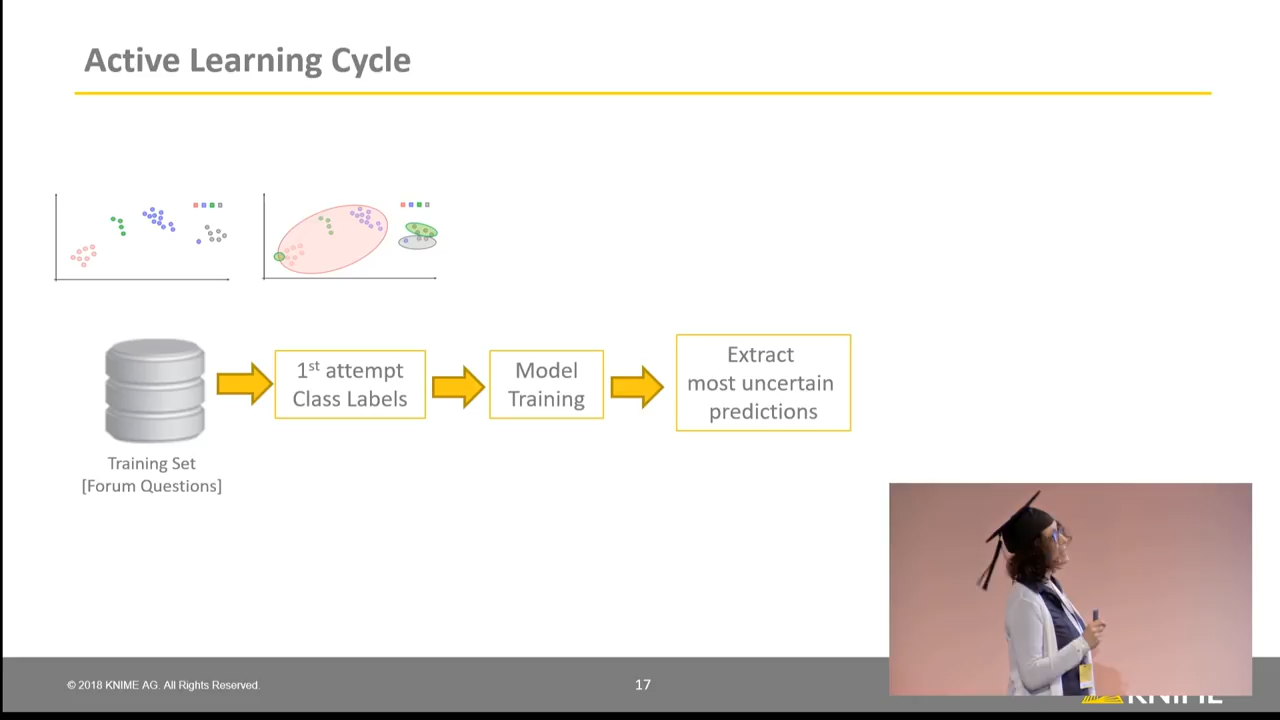 Active Learning Cycle
1st attempt
Class Labels
Model
Training
Extract
most uncertain
predictions
Training Set
[Forum Questions]
© 2018 KNIME AG. All Rights Reserved.
17
KNIME